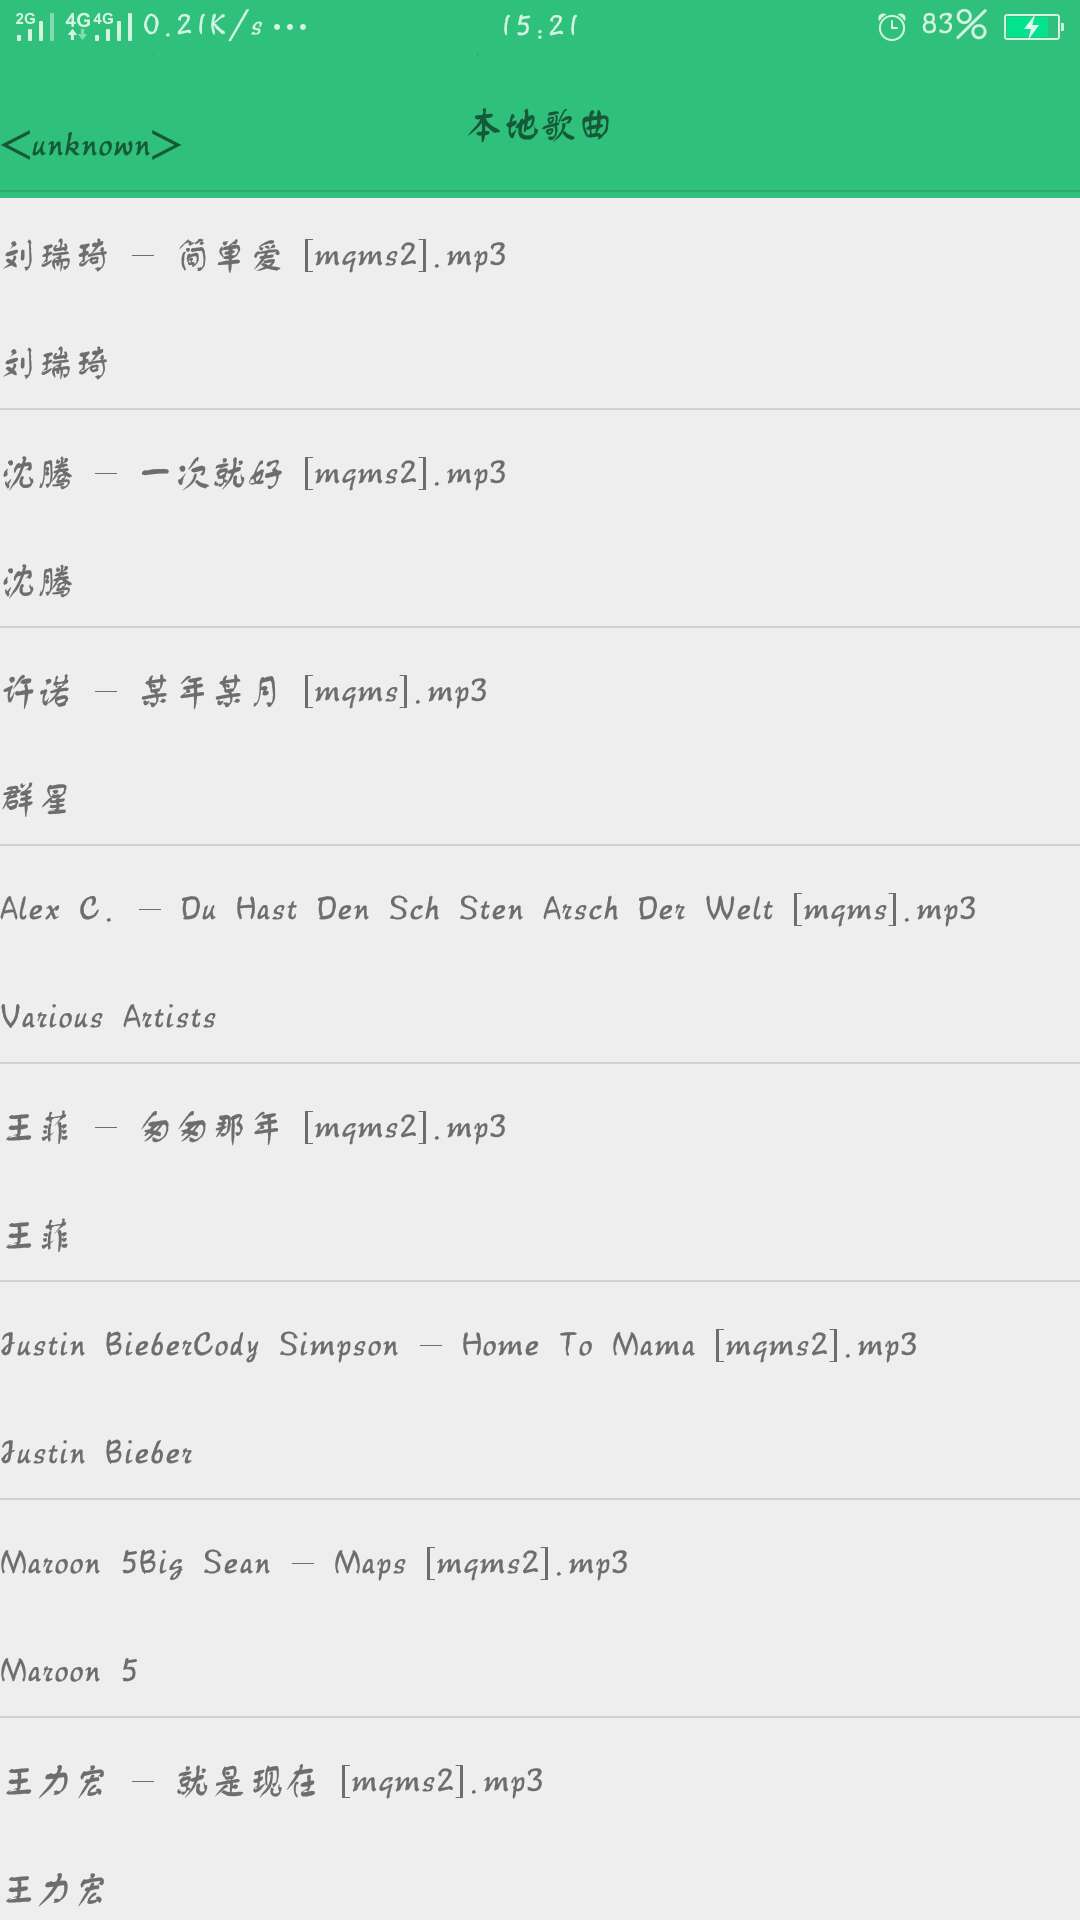 2G 4G 4G 0.21K/s ... 15:21 83%
本地歌曲
<unknown>
刘瑞琦 - 简单爱 [mqms2].mp3
刘瑞琦
沈腾 - 一次就好 [mqms2].mp3
沈腾
许诺 - 某年某月 [mqms].mp3
群星
Alex C. - Du Hast Den Sch Sten Arsch Der Welt [mqms].mp3
Various Artists
王菲 - 匆匆那年 [mqms2].mp3
王菲
Justin BieberCody Simpson - Home To Mama [mqms2].mp3
Justin Bieber
Maroon 5Big Sean - Maps [mqms2].mp3
Maroon 5
王力宏 - 就是现在 [mqms2].mp3
王力宏